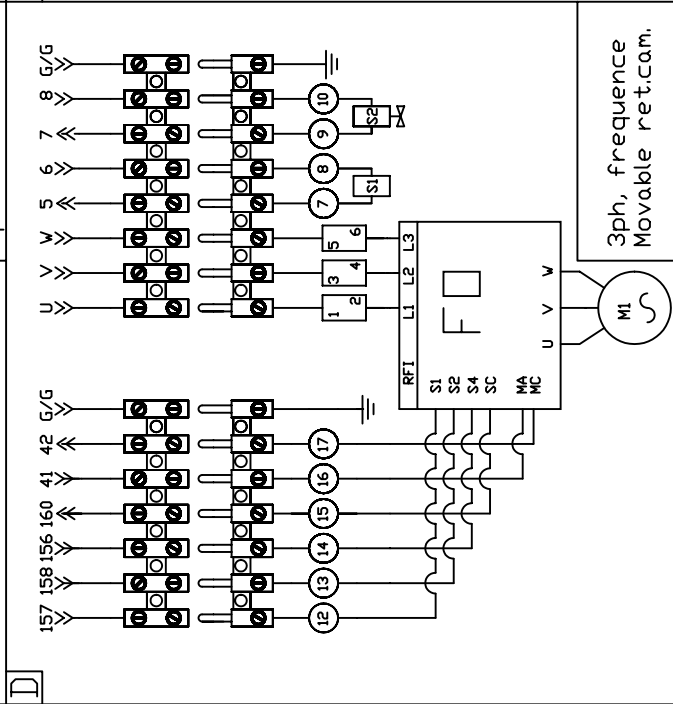 D
157 158 156 160 41 42 G/G
U V W 5 6 7 8 G/G
12 13 14 15 16 17
1 2
3 4
5 6
7 8 9 10
S1
S2
RFI L1 L2 L3
FO
S1
S2
S4
SC
MA
MC
U V W
M1
3ph, frequence
Movable ret.cam.